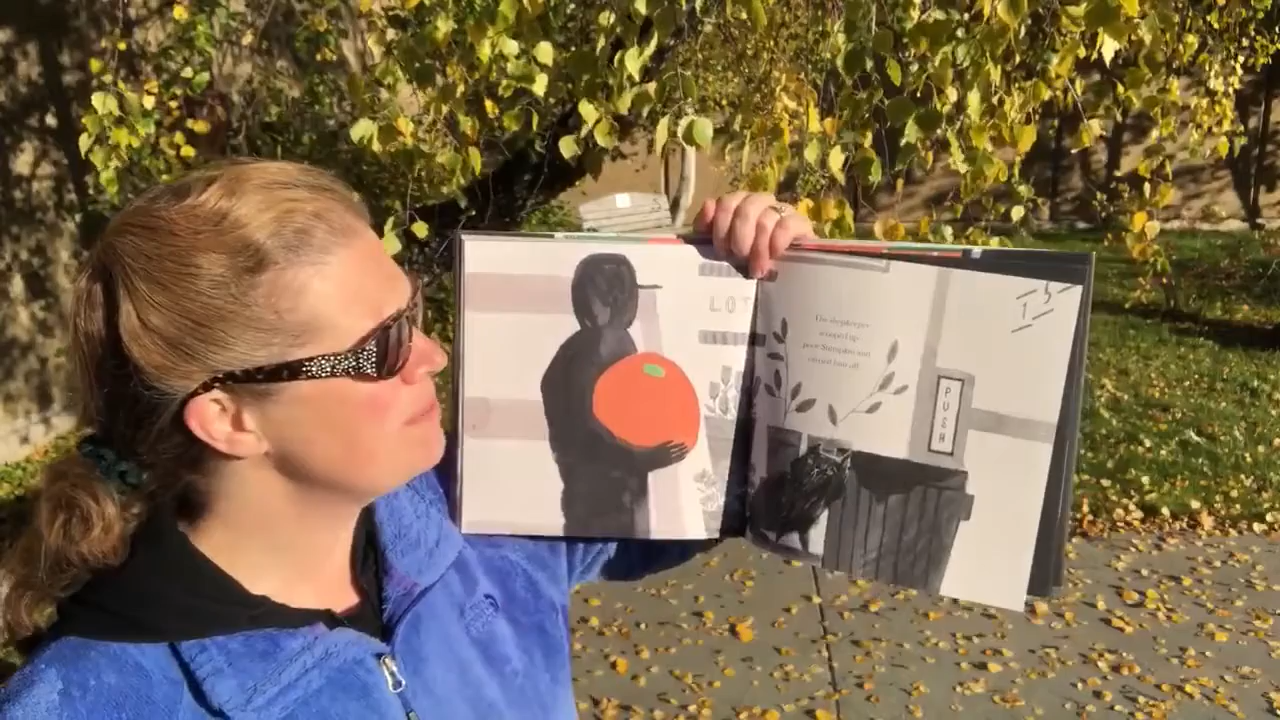 LOT
The shopkeeper
scooped up
poor Stumpkin and
carried him off.
PUSH